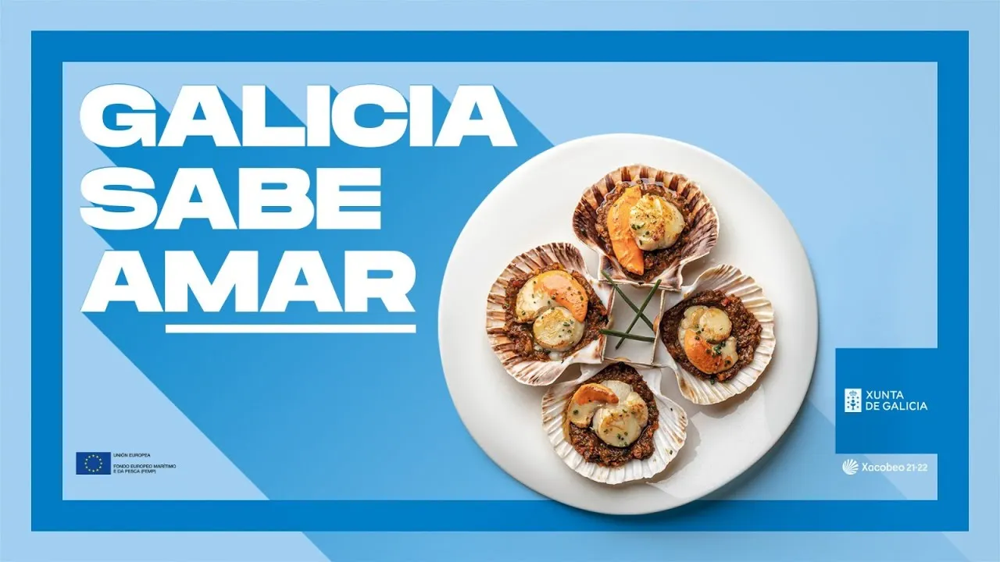 GALICIA
SABE
AMAR
UNIÓN EUROPEA
FONDO EUROPEO MARÍTIMO
E DA PESCA (FEMP)
XUNTA
DE GALICIA
Xacobeo 21·22